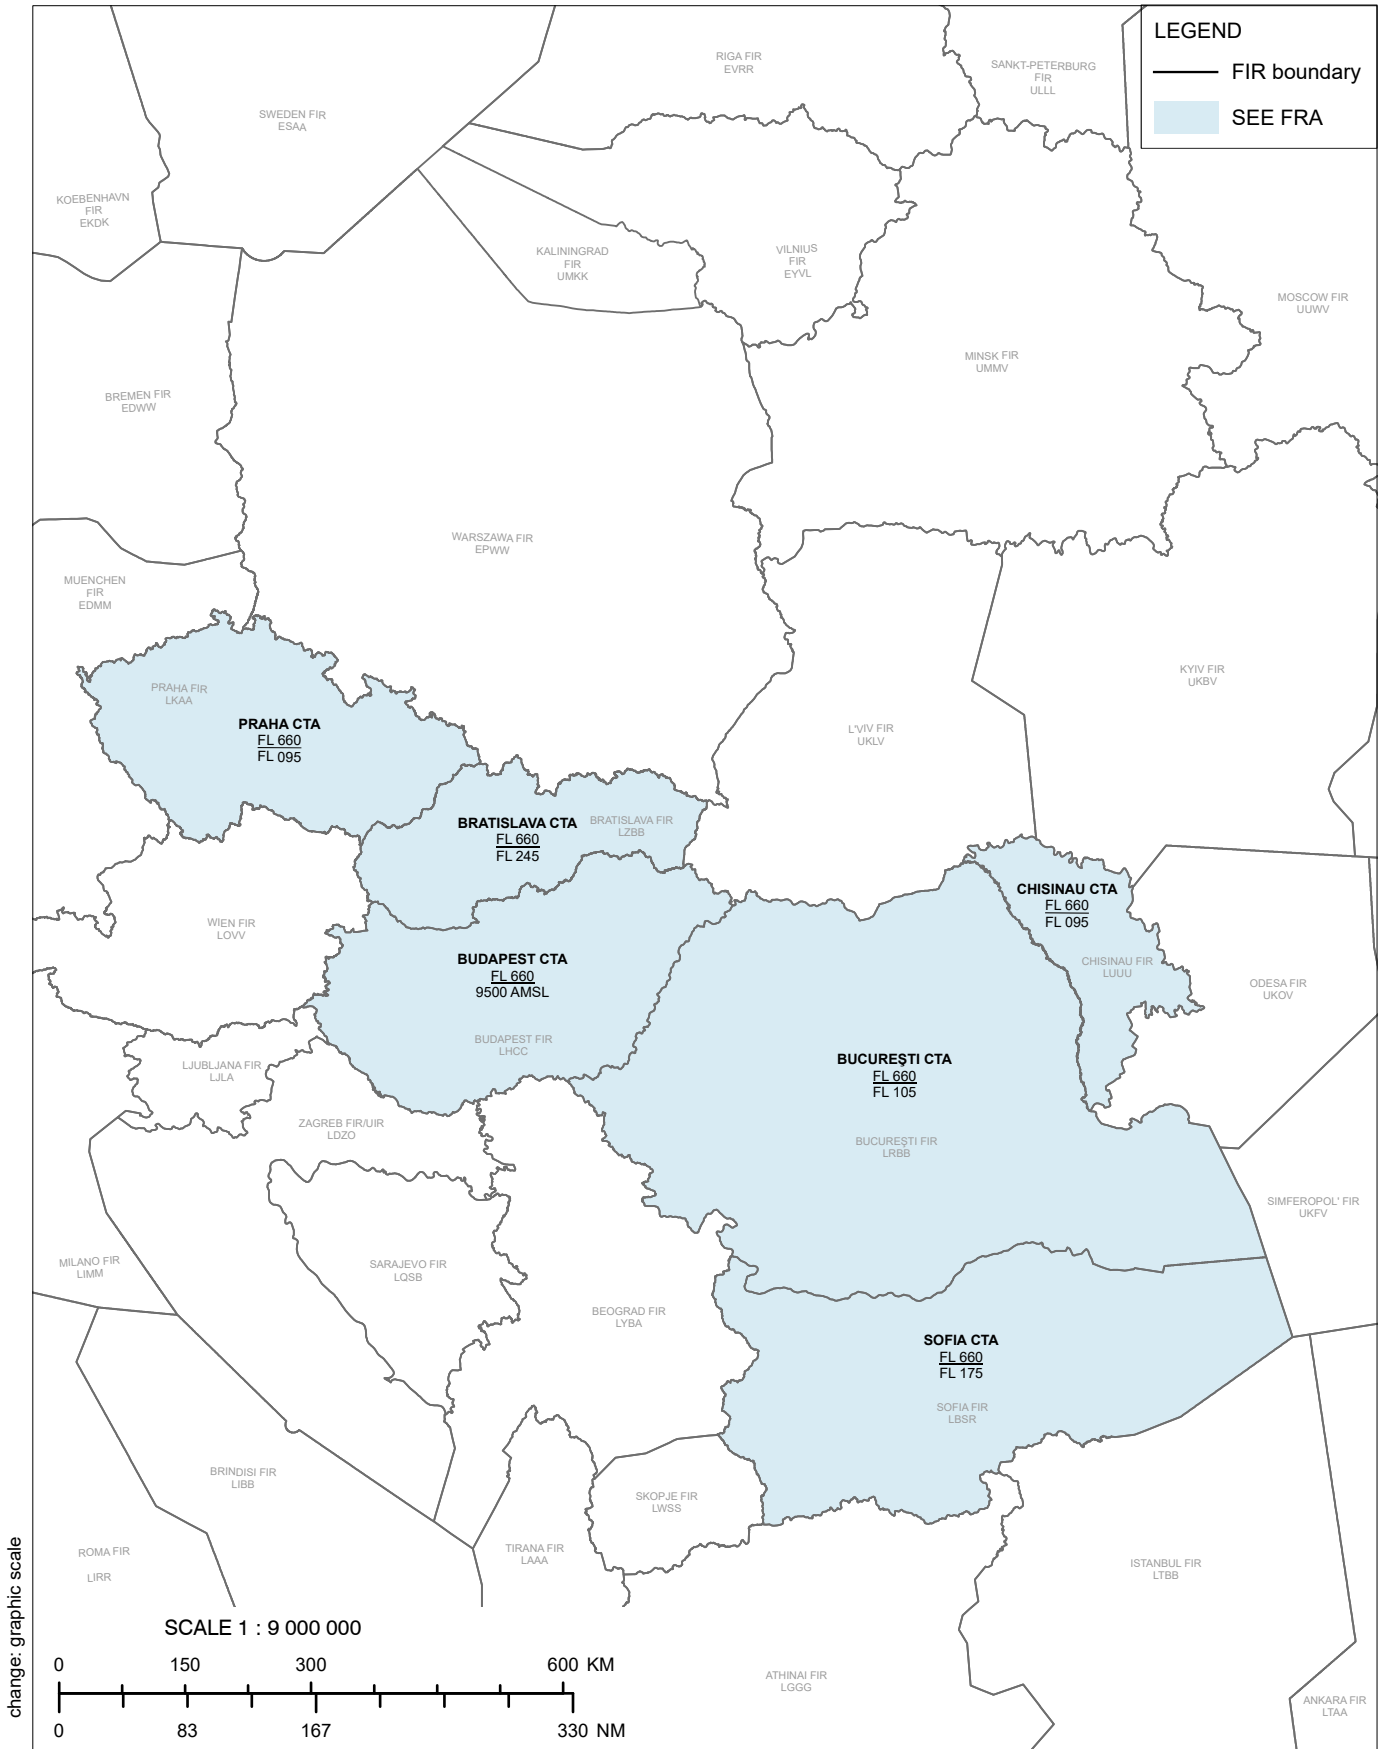 LEGEND
FIR boundary
SEE FRA
RIGA FIR
EVRR
SANKT-PETERBURG
FIR
ULLL
SWEDEN FIR
ESAA
KOEBENHAVN
FIR
EKDK
KALININGRAD
FIR
UMKK
VILNIUS
FIR
EYVL
MOSCOW FIR
UUWV
MINSK FIR
UMMV
BREMEN FIR
EDWW
WARSZAWA FIR
EPWW
MUENCHEN
FIR
EDMM
PRAHA FIR
LKAA
PRAHA CTA
FL 660
FL 095
KYIV FIR
UKBV
L'VIV FIR
UKLV
BRATISLAVA CTA
FL 660
FL 245
BRATISLAVA FIR
LZBB
CHISINAU CTA
FL 660
FL 095
CHISINAU FIR
LUUU
WIEN FIR
LOVV
BUDAPEST CTA
FL 660
9500 AMSL
BUDAPEST FIR
LHCC
ODESA FIR
UKOV
LJUBLJANA FIR
LJLA
BUCUREŞTI CTA
FL 660
FL 105
BUCUREŞTI FIR
LRBB
ZAGREB FIR/UIR
LDZO
SIMFEROPOL' FIR
UKFV
MILANO FIR
LIMM
SARAJEVO FIR
LQSB
BEOGRAD FIR
LYBA
SOFIA CTA
FL 660
FL 175
SOFIA FIR
LBSR
BRINDISI FIR
LIBB
SKOPJE FIR
LWSS
ROMA FIR
LIRR
TIRANA FIR
LAAA
ISTANBUL FIR
LTBB
ATHINAI FIR
LGGG
ANKARA FIR
LTAA
SCALE 1 : 9 000 000
0 150 300 600 KM
0 83 167 330 NM
change: graphic scale